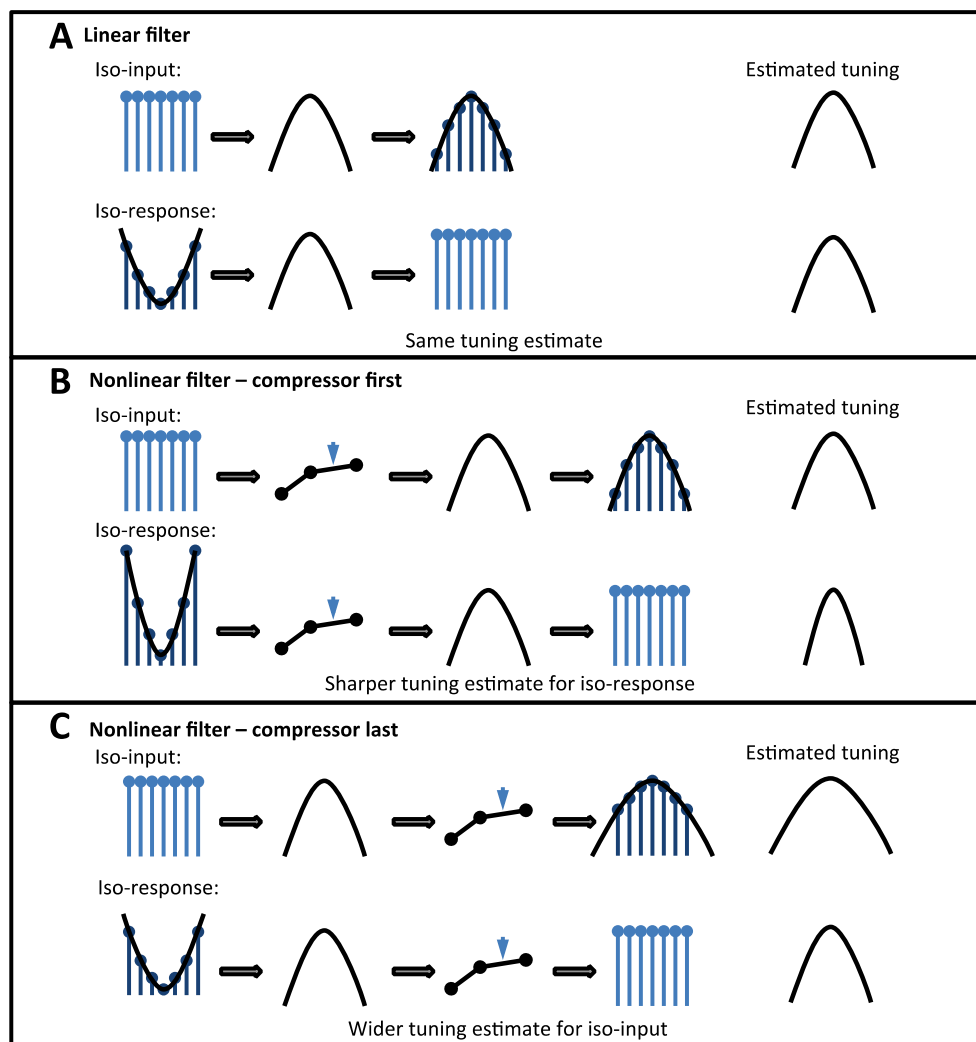 A Linear filter
Iso-input:
Estimated tuning
Iso-response:
Same tuning estimate
B Nonlinear filter – compressor first
Iso-input:
Estimated tuning
Iso-response:
Sharper tuning estimate for iso-response
C Nonlinear filter – compressor last
Iso-input:
Estimated tuning
Iso-response:
Wider tuning estimate for iso-input